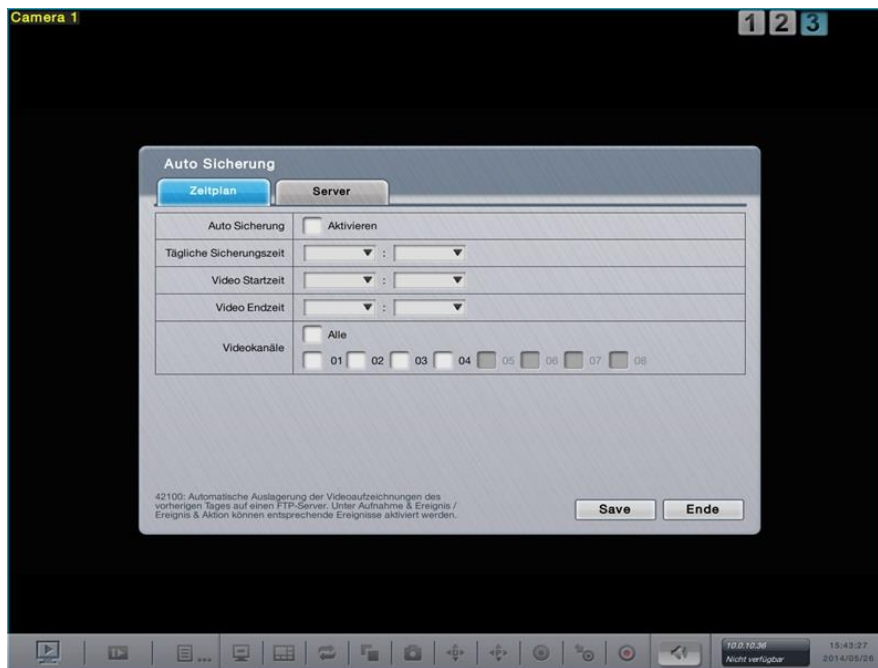 Camera 1
1 2 3
Auto Sicherung
Zeitplan Server
Auto Sicherung Aktivieren
Tägliche Sicherungszeit :
Video Startzeit :
Video Endzeit :
Videokanäle Alle
01 02 03 04 05 06 07 08
42100: Automatische Auslagerung der Videoaufzeichnungen des
vorherigen Tages auf einen FTP-Server. Unter Aufnahme & Ereignis /
Ereignis & Aktion können entsprechende Ereignisse aktiviert werden.
Save Ende
10.0.10.36 15:43:27
Nicht verfügbar 2014/05/26